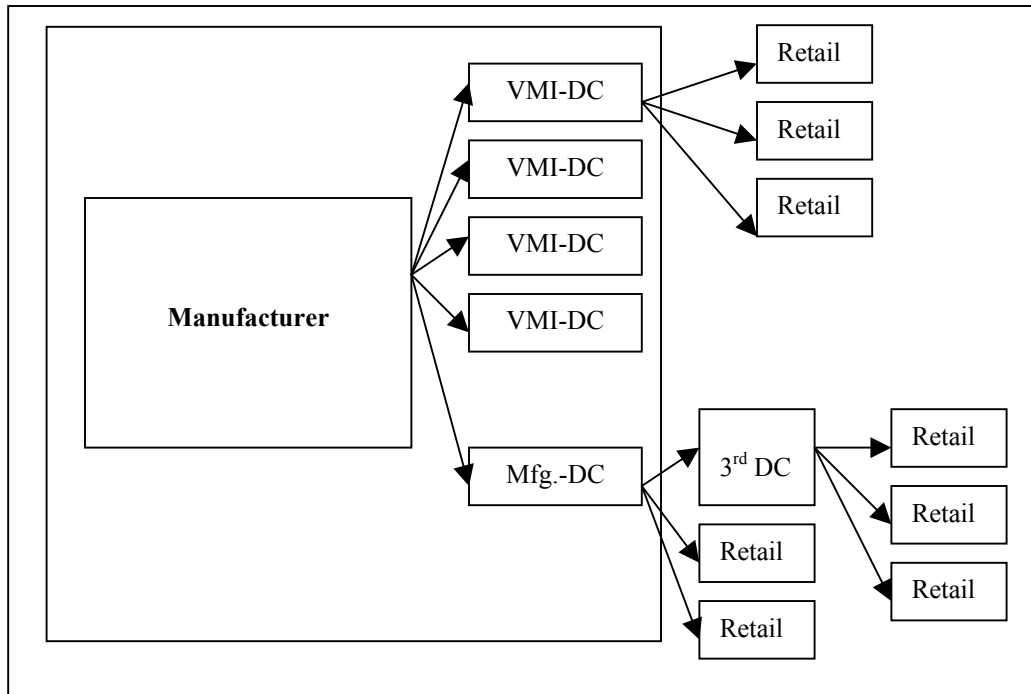 Retail
VMI-DC
Retail
VMI-DC
Retail
VMI-DC
Manufacturer
VMI-DC
Retail
3rd DC
Mfg.-DC
Retail
Retail
Retail
Retail